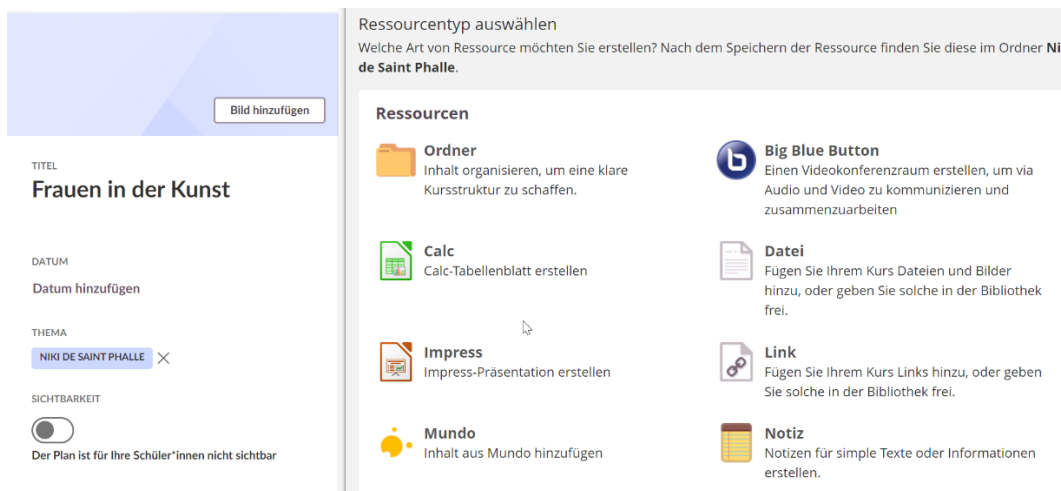 Bild hinzufügen
TITEL
Frauen in der Kunst
DATUM
Datum hinzufügen
THEMA
NIKI DE SAINT PHALLE
SICHTBARKEIT
Der Plan ist für Ihre Schüler*innen nicht sichtbar
Ressourcentyp auswählen
Welche Art von Ressource möchten Sie erstellen? Nach dem Speichern der Ressource finden Sie diese im Ordner Ni
de Saint Phalle.
Ressourcen
Ordner
Inhalt organisieren, um eine klare
Kursstruktur zu schaffen.
Big Blue Button
Einen Videokonferenzraum erstellen, um via
Audio und Video zu kommunizieren und
zusammenzuarbeiten
Calc
Calc-Tabellenblatt erstellen
Datei
Fügen Sie Ihrem Kurs Dateien und Bilder
hinzu, oder geben Sie solche in der Bibliothek
frei.
Impress
Impress-Präsentation erstellen
Link
Fügen Sie Ihrem Kurs Links hinzu, oder geben
Sie solche in der Bibliothek frei.
Mundo
Inhalt aus Mundo hinzufügen
Notiz
Notizen für simple Texte oder Informationen
erstellen.